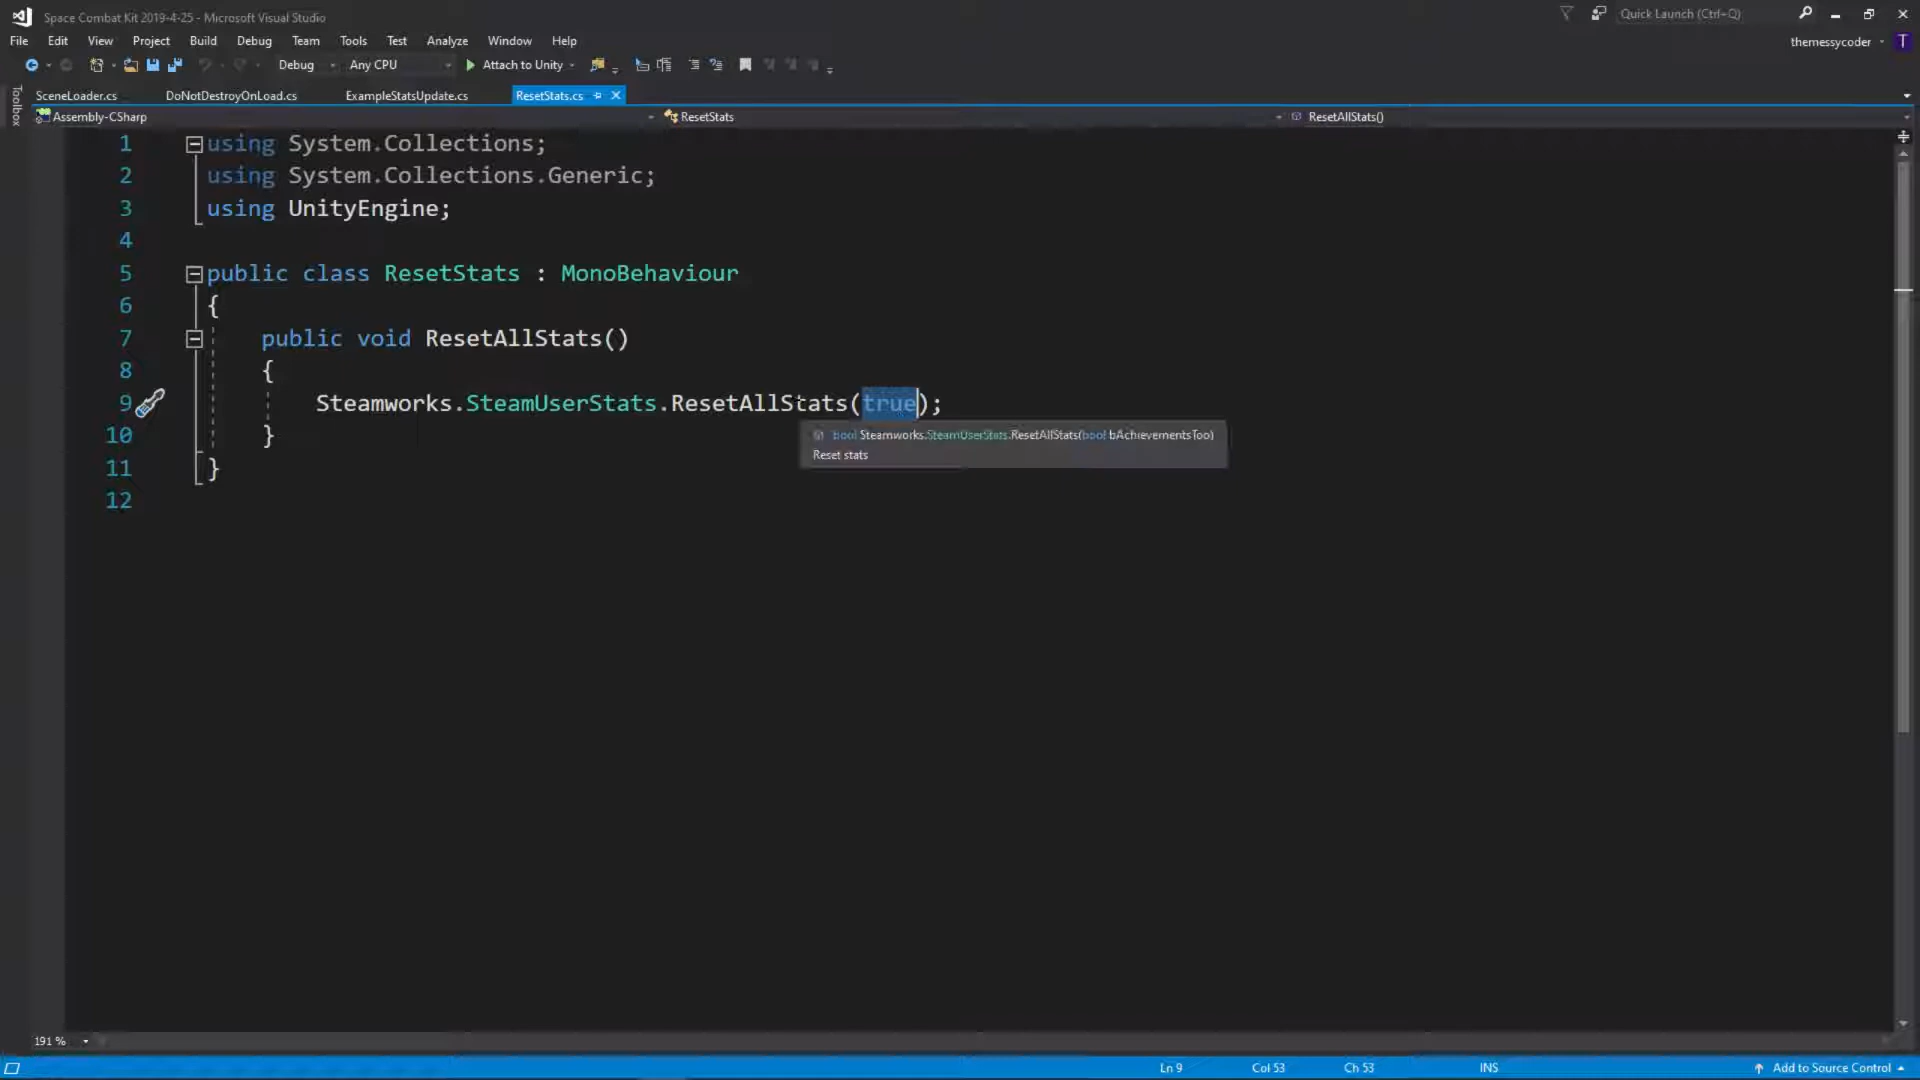 Space Combat Kit 2019-4-25 - Microsoft Visual Studio
Quick Launch (Ctrl+Q)
File Edit View Project Build Debug Team Tools Test Analyze Window Help
themessycoder T
Debug Any CPU Attach to Unity
Toolbox
SceneLoader.cs DoNotDestroyOnLoad.cs ExampleStatsUpdate.cs ResetStats.cs
Assembly-CSharp ResetStats ResetAllStats()
1 using System.Collections;
2 using System.Collections.Generic;
3 using UnityEngine;
4
5 public class ResetStats : MonoBehaviour
6 {
7 public void ResetAllStats()
8 {
9 Steamworks.SteamUserStats.ResetAllStats(true);
10 }
bool Steamworks.SteamUserStats.ResetAllStats(bool bAchievementsToo)
Reset stats
11 }
12
191 %
Ln 9 Col 53 Ch 53 INS Add to Source Control